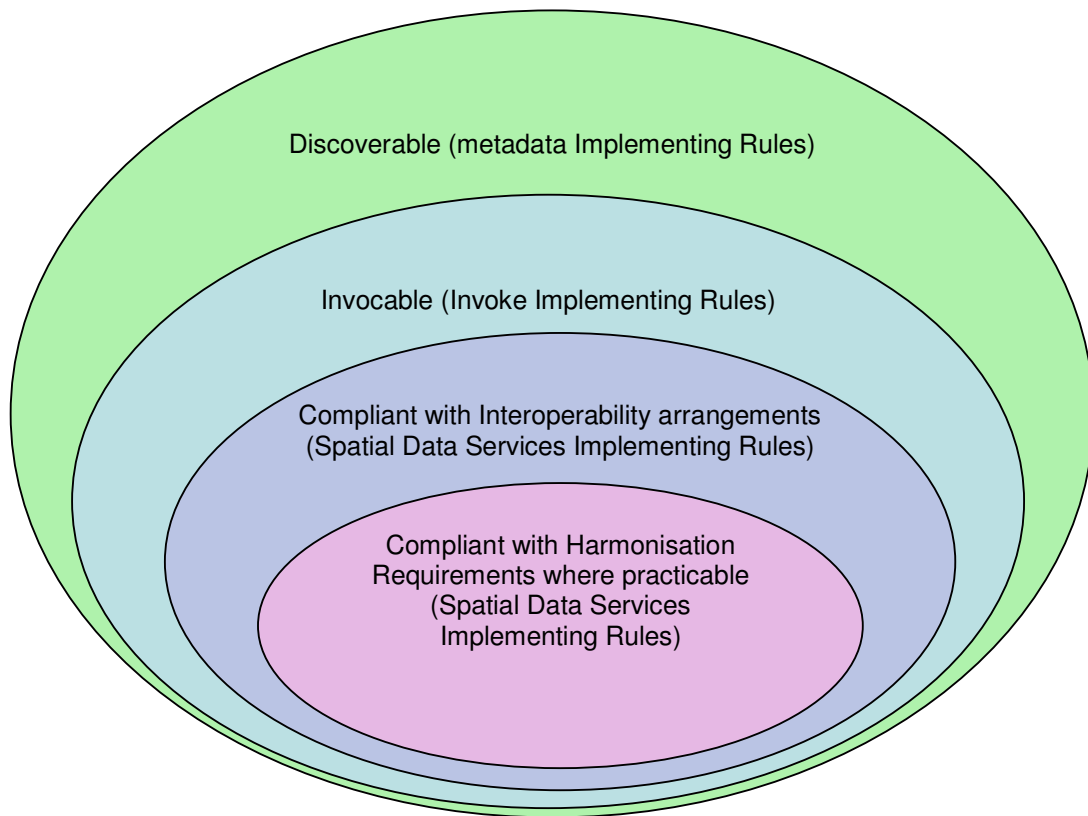 Discoverable (metadata Implementing Rules)
Invocable (Invoke Implementing Rules)
Compliant with Interoperability arrangements
(Spatial Data Services Implementing Rules)
Compliant with Harmonisation
Requirements where practicable
(Spatial Data Services
Implementing Rules)